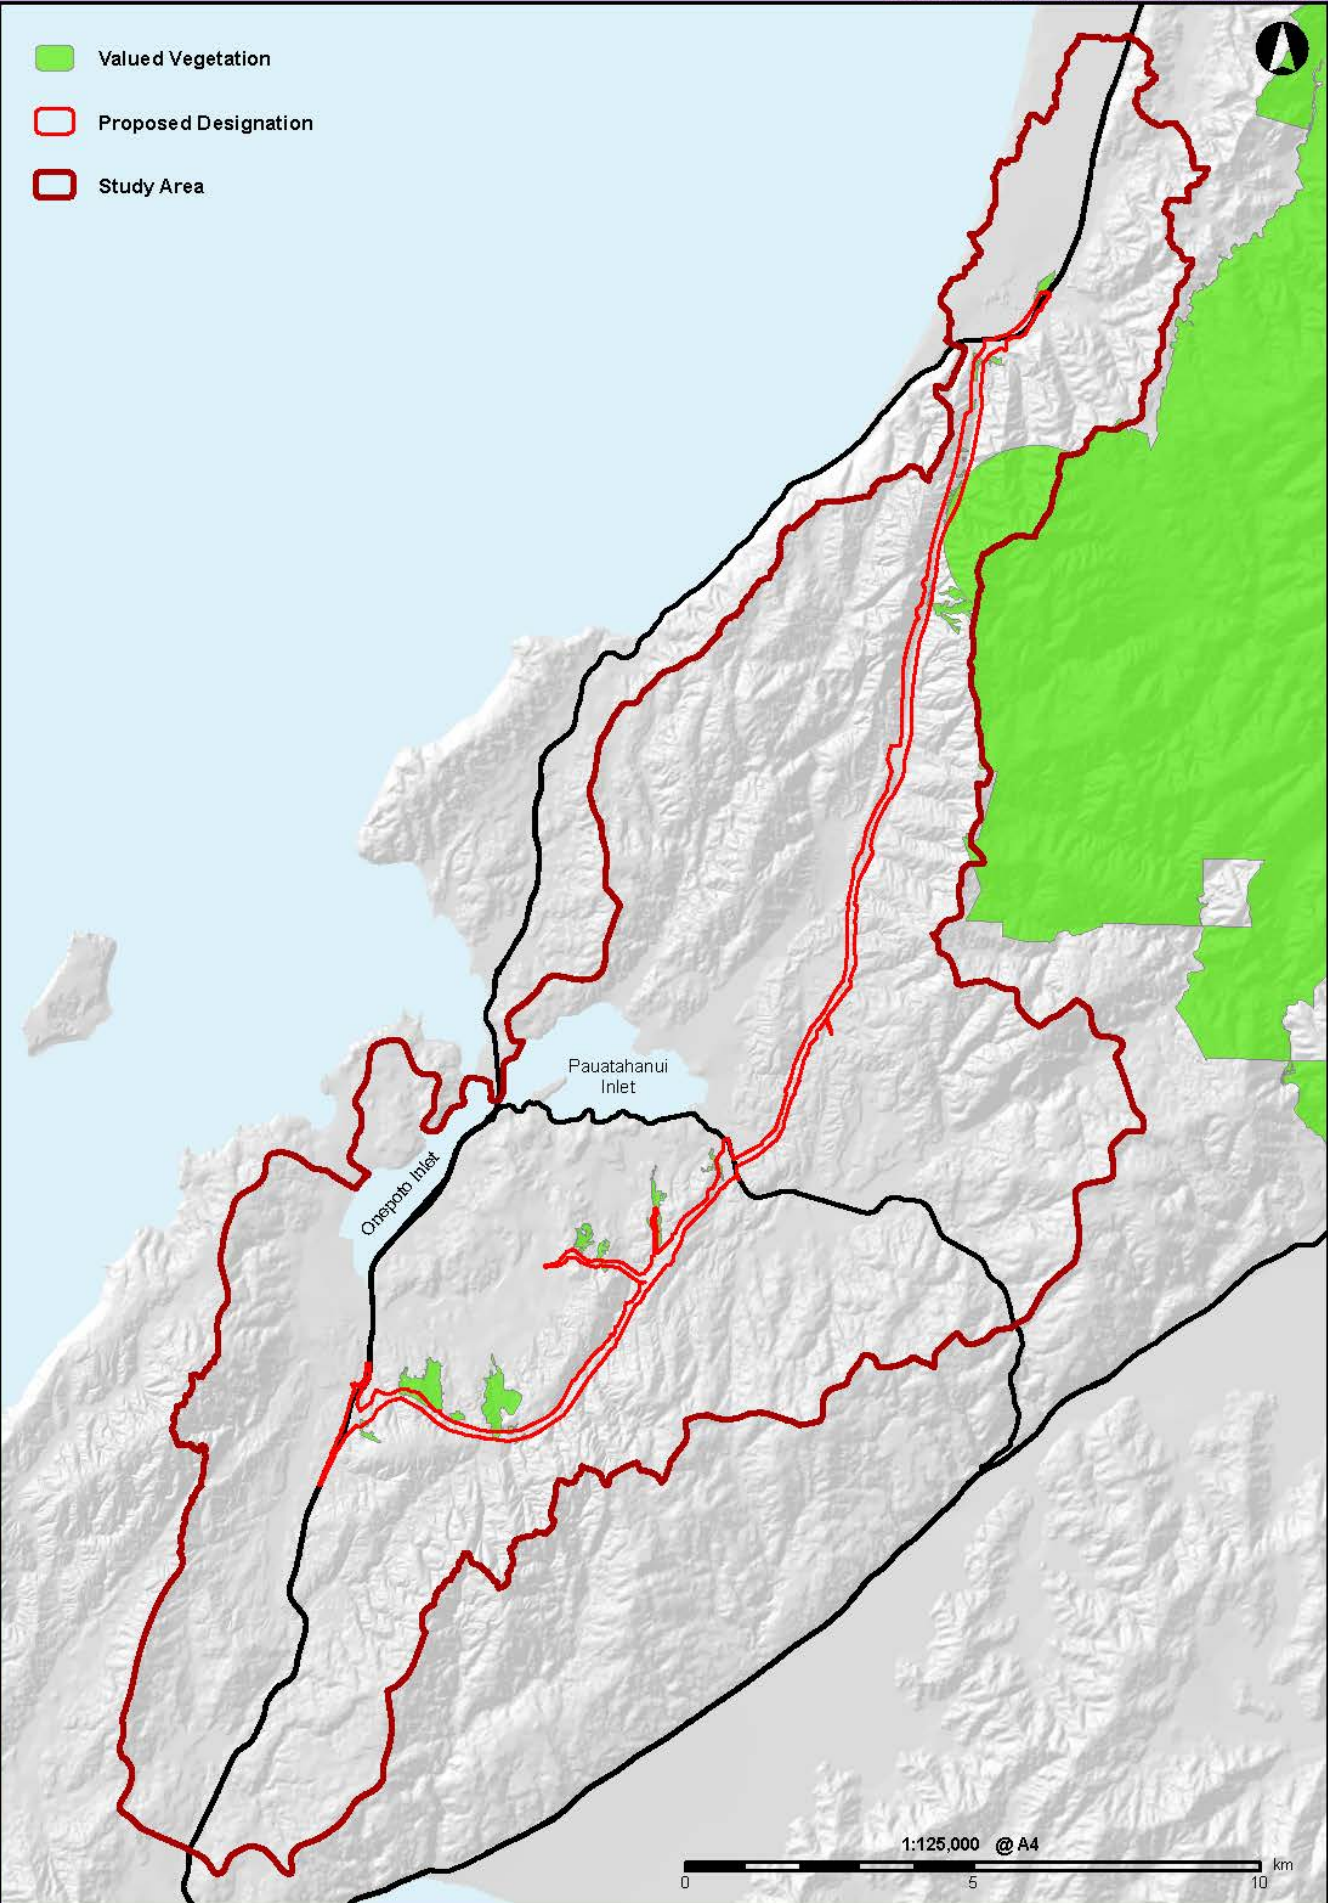 Valued Vegetation
Proposed Designation
Study Area
Pauatahanui
Inlet
Onepoto Inlet
1:125,000 @ A4
km
0 5 10